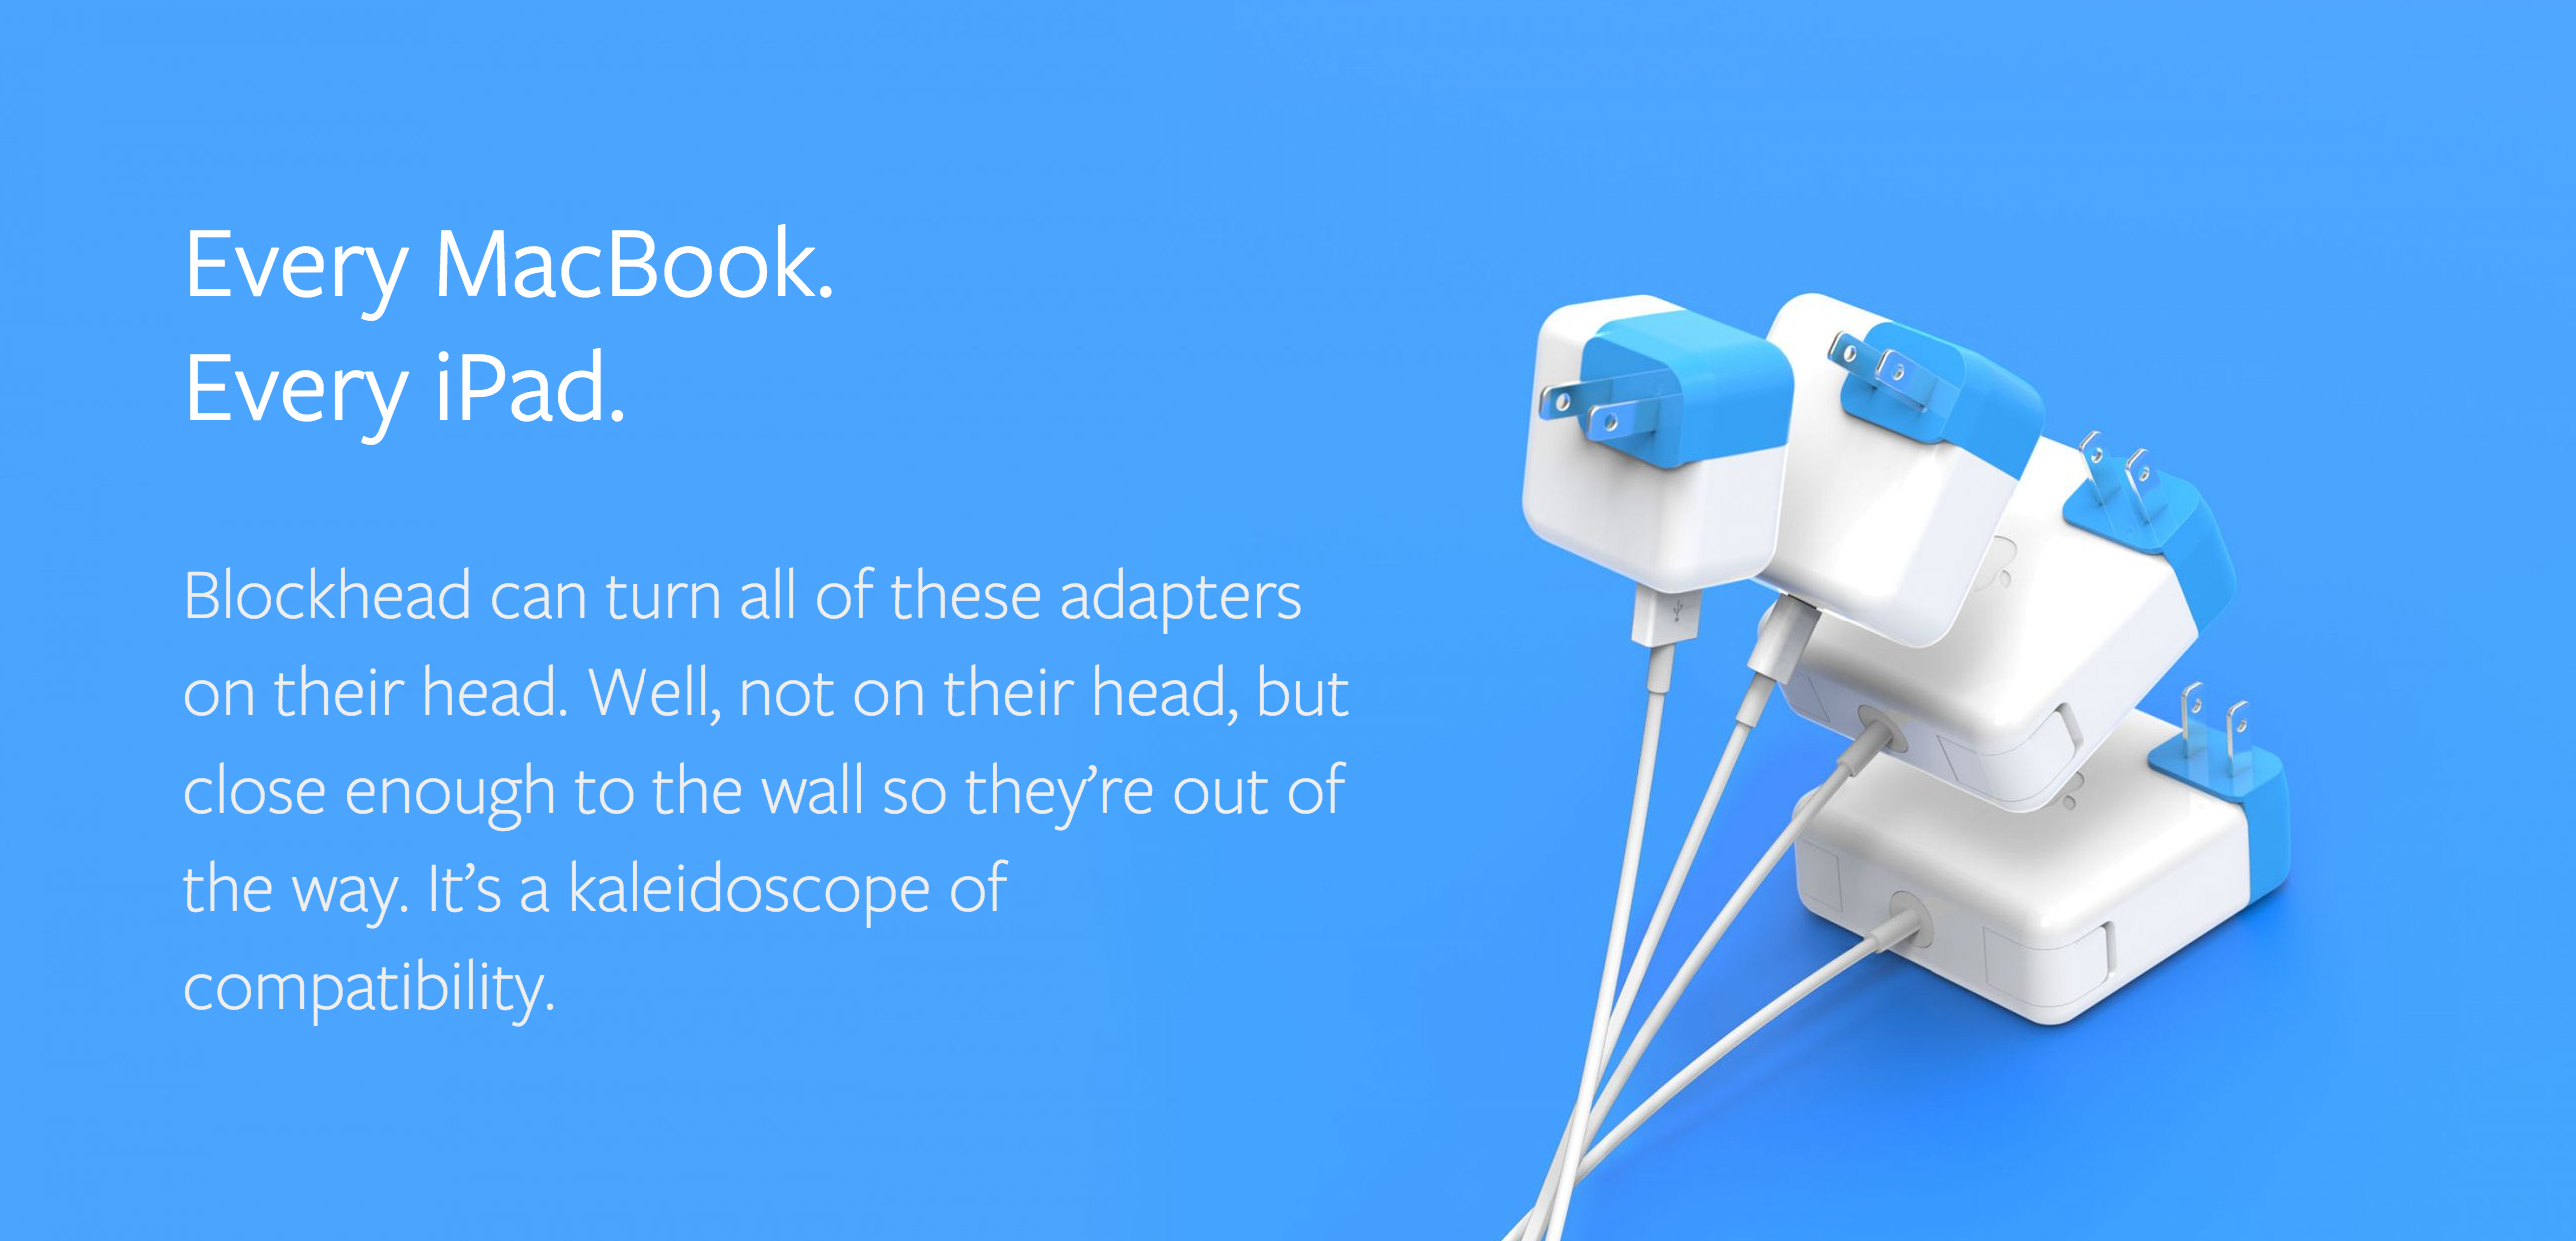 Every MacBook.
Every iPad.
Blockhead can turn all of these adapters
on their head. Well, not on their head, but
close enough to the wall so they’re out of
the way. It’s a kaleidoscope of
compatibility.